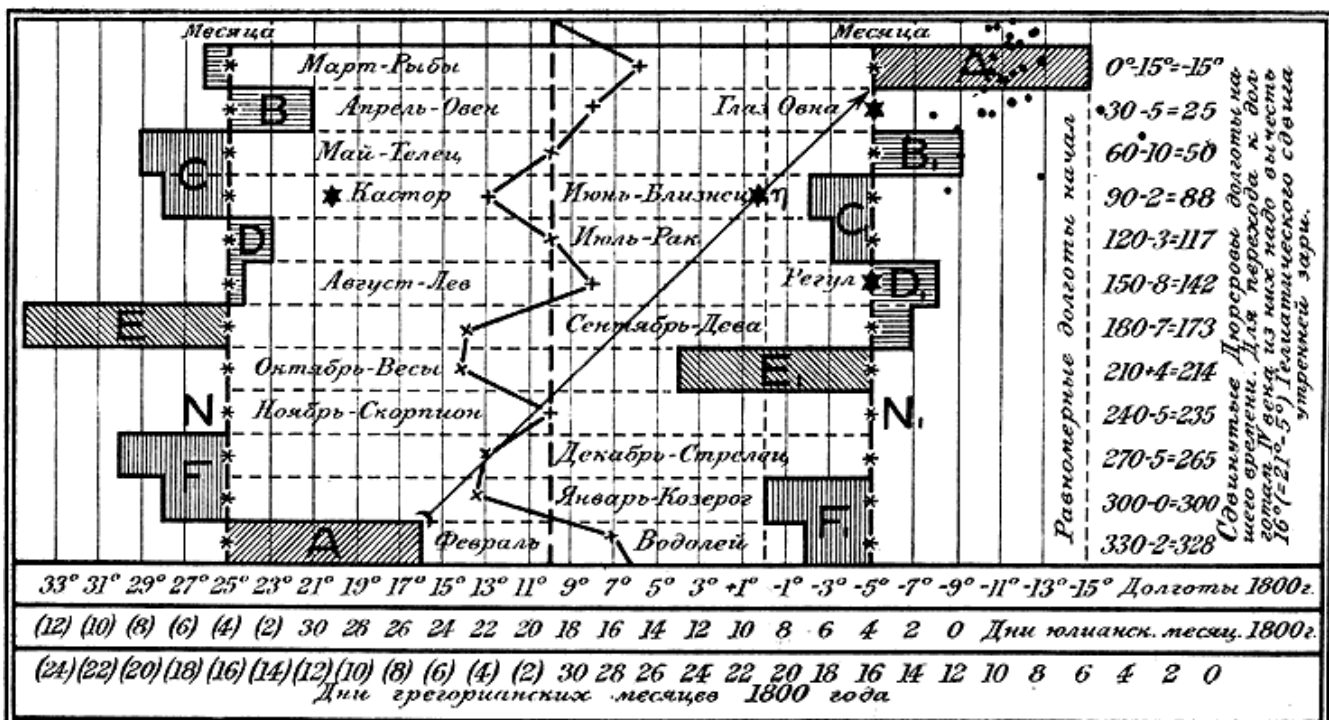 Месяца Месяца
Март-Рыбы A 0°-15°=-15°
B Апрель-Овен Глаз Овна 30-5=25
Май-Телец B₁ 60-10=50
C Кастор Июнь-Близнец η 90-2=88
Июль-Рак C 120-3=117
D Август-Лев Регул D₁ 150-8=142
E Сентябрь-Дева 180-7=173
Октябрь-Весы E₁ 210+4=214
N Ноябрь-Скорпион N₁ 240-5=235
Декабрь-Стрелец 270-5=265
F Январь-Козерог F₁ 300-0=300
A Февраль Водолей 330-2=328
Равномерные долготы начал
Сдвинутые Дюреровы долготы на-
шего времени. Для перехода к дол-
готам IV века из них надо вычесть
16°(=21°-5°) Гелиатического сдвига
утренней зари.
33° 31° 29° 27° 25° 23° 21° 19° 17° 15° 13° 11° 9° 7° 5° 3° +1° -1° -3° -5° -7° -9° -11° -13° -15° Долготы 1800г.
(12) (10) (8) (6) (4) (2) 30 28 26 24 22 20 18 16 14 12 10 8 6 4 2 0 Дни юлианск. месяц. 1800г.
(24) (22) (20) (18) (16) (14) (12) (10) (8) (6) (4) (2) 30 28 26 24 22 20 18 16 14 12 10 8 6 4 2 0
Дни грегорианских месяцев 1800 года